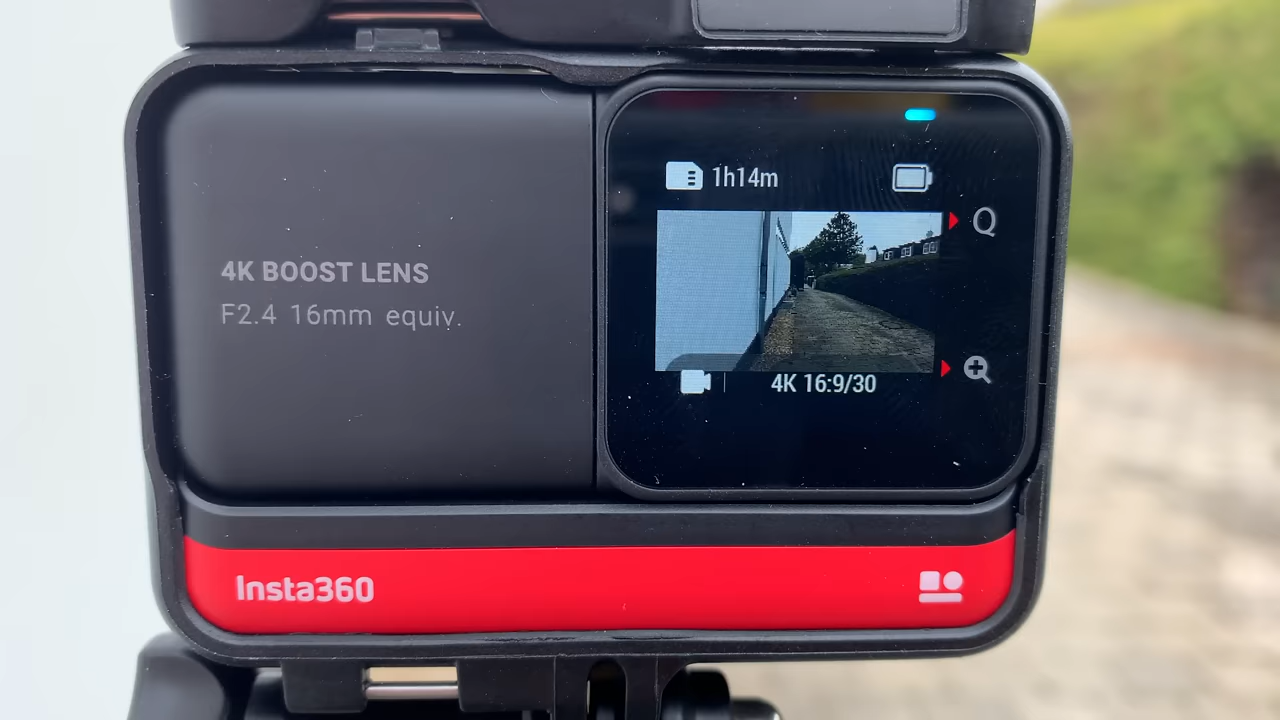 1h14m
Q
4K BOOST LENS
F2.4 16mm equiv.
4K 16:9/30
Insta360